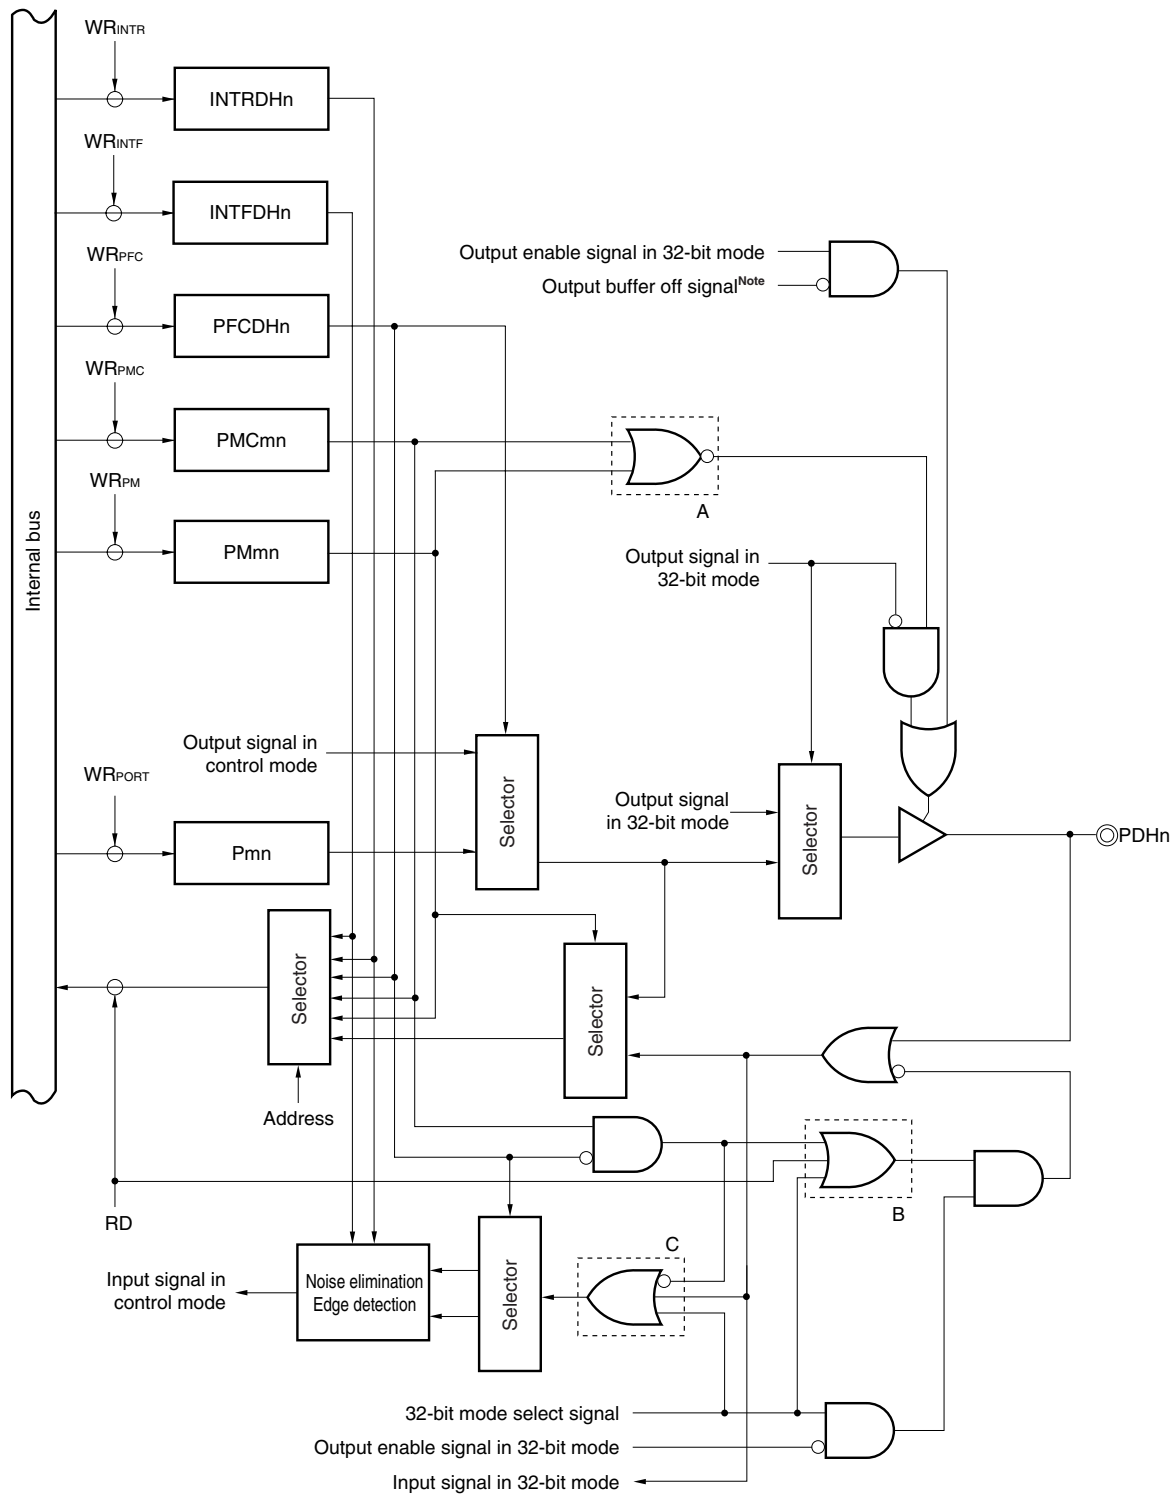 WRINTR
INTRDHn
WRINTF
INTFDHn
WRPFC
Output enable signal in 32-bit mode
Output buffer off signalNote
PFCDHn
WRPMC
PMCmn
A
WRPM
PMmn
Internal bus
Output signal in
32-bit mode
Output signal in
control mode
Selector
WRPORT
Pmn
Output signal
in 32-bit mode
Selector
PDHn
Selector
Selector
Address
RD
B
C
Input signal in
control mode
Noise elimination
Edge detection
Selector
32-bit mode select signal
Output enable signal in 32-bit mode
Input signal in 32-bit mode